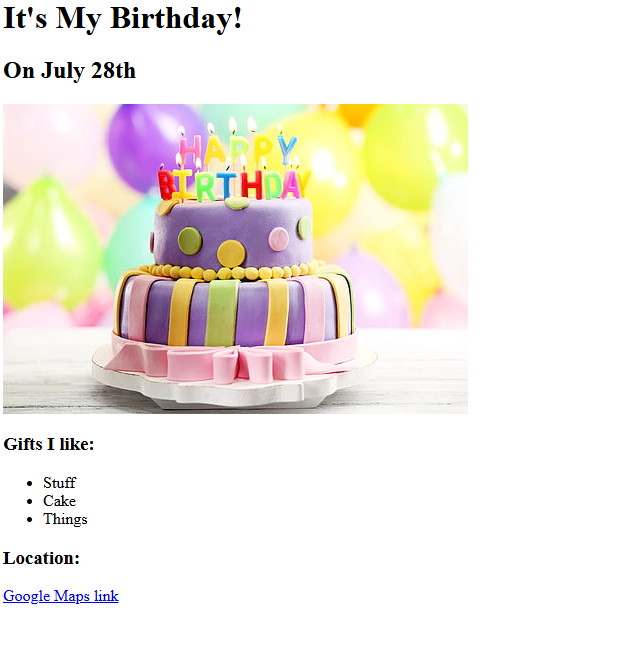 It's My Birthday!
On July 28th
HAPPY
BIRTHDAY
Gifts I like:
Stuff
Cake
Things
Location:
Google Maps link